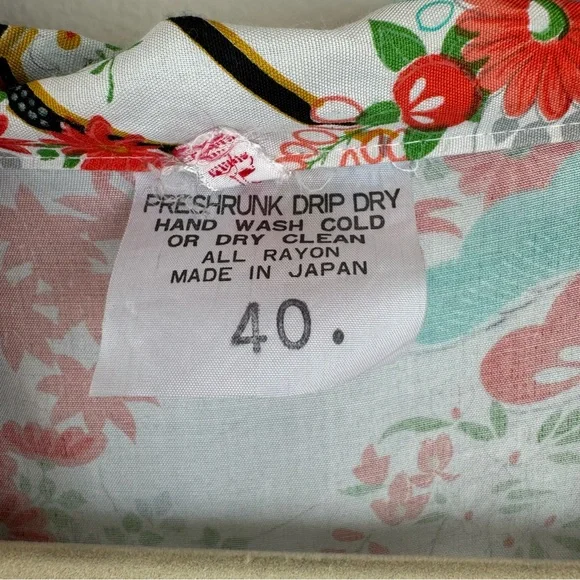 PRESHRUNK DRIP DRY
HAND WASH COLD
OR DRY CLEAN
ALL RAYON
MADE IN JAPAN
40.